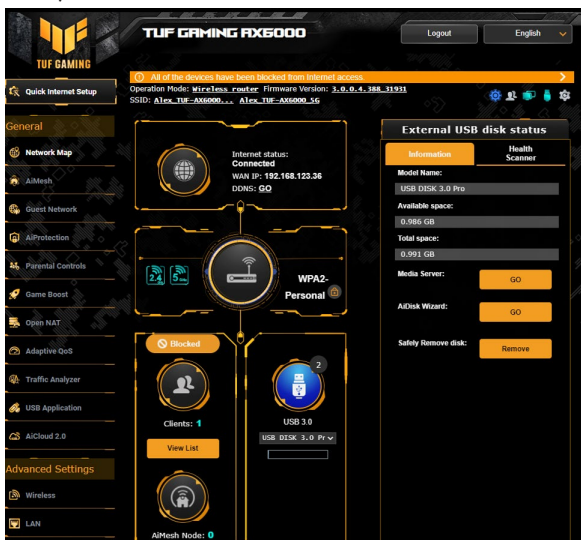 TUF GAMING
TUF GAMING AX6000
Logout
English
Quick Internet Setup
All of the devices have been blocked from Internet access.
Operation Mode: Wireless router Firmware Version: 3.0.0.4.388_31931
SSID: Alex_TUF-AX6000... Alex_TUF-AX6000_5G
General
Network Map
AiMesh
Guest Network
AiProtection
Parental Controls
Game Boost
Open NAT
Adaptive QoS
Traffic Analyzer
USB Application
AiCloud 2.0
Advanced Settings
Wireless
LAN
Internet status:
Connected
WAN IP: 192.168.123.36
DDNS: GO
2.4
5
WPA2-
Personal
Blocked
Clients: 1
View List
AiMesh Node: 0
2
USB 3.0
USB DISK 3.0 Pr
External USB disk status
Information
Health
Scanner
Model Name:
USB DISK 3.0 Pro
Available space:
0.986 GB
Total space:
0.991 GB
Media Server:
GO
AiDisk Wizard:
GO
Safely Remove disk:
Remove